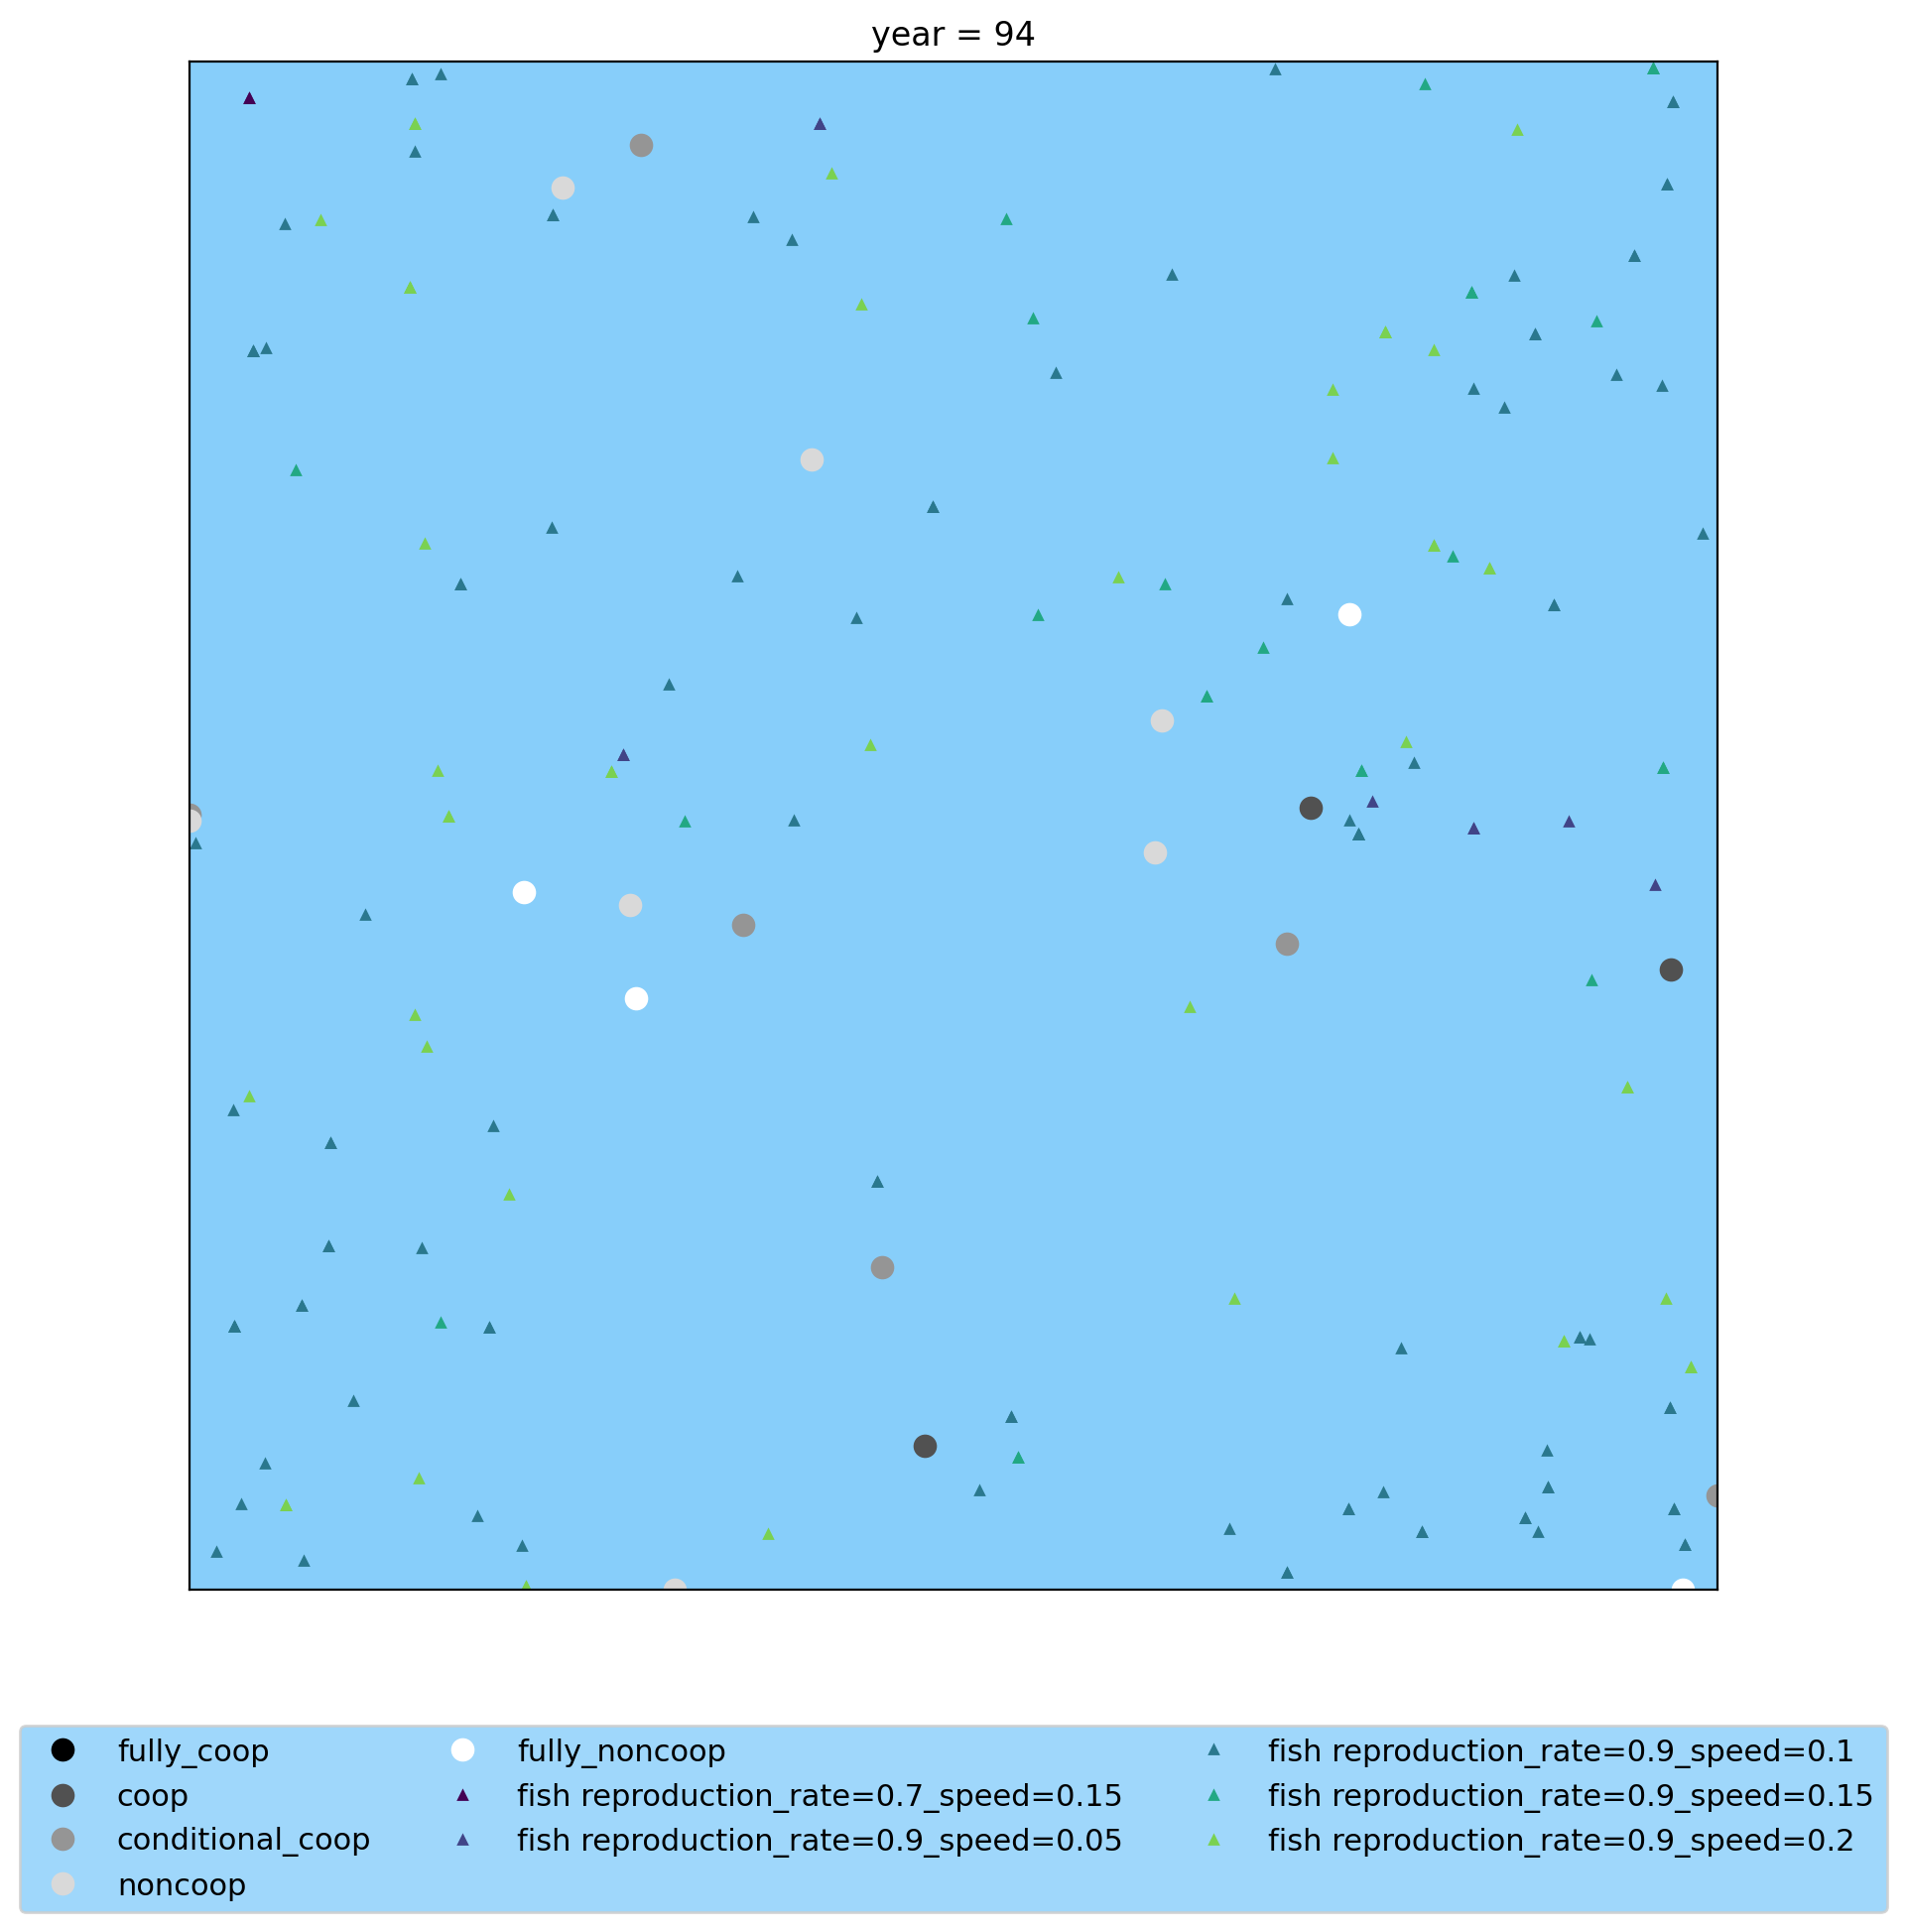 year = 94
fully_coop
coop
conditional_coop
noncoop
fully_noncoop
fish reproduction_rate=0.7_speed=0.15
fish reproduction_rate=0.9_speed=0.05
fish reproduction_rate=0.9_speed=0.1
fish reproduction_rate=0.9_speed=0.15
fish reproduction_rate=0.9_speed=0.2